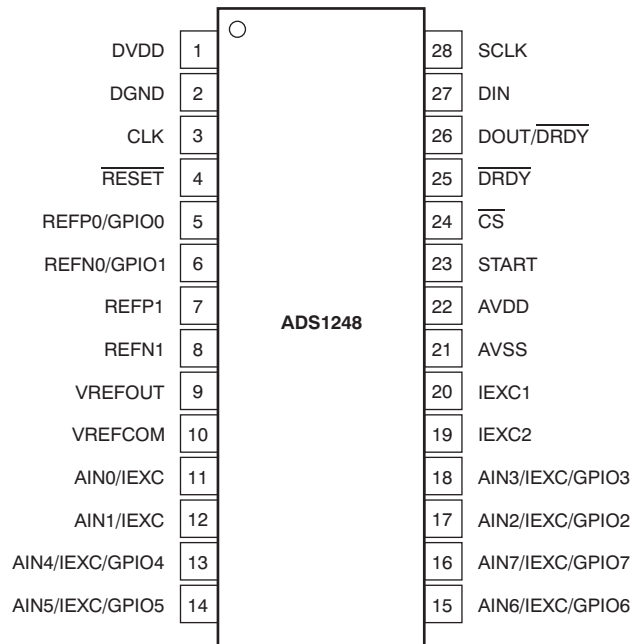 DVDD 1 28 SCLK
DGND 2 27 DIN
CLK 3 26 DOUT/DRDY
RESET 4 25 DRDY
REFP0/GPIO0 5 24 CS
REFN0/GPIO1 6 23 START
REFP1 7 22 AVDD
ADS1248
REFN1 8 21 AVSS
VREFOUT 9 20 IEXC1
VREFCOM 10 19 IEXC2
AIN0/IEXC 11 18 AIN3/IEXC/GPIO3
AIN1/IEXC 12 17 AIN2/IEXC/GPIO2
AIN4/IEXC/GPIO4 13 16 AIN7/IEXC/GPIO7
AIN5/IEXC/GPIO5 14 15 AIN6/IEXC/GPIO6